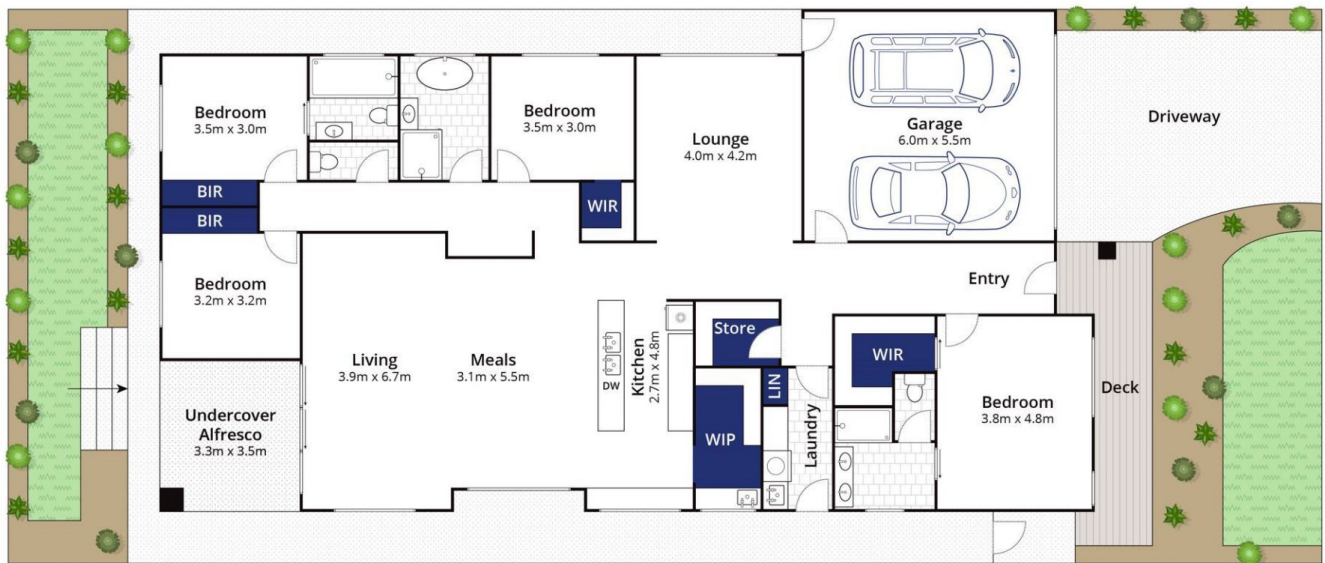 Bedroom
3.5m x 3.0m
Bedroom
3.5m x 3.0m
Lounge
4.0m x 4.2m
Garage
6.0m x 5.5m
Driveway
BIR
BIR
WIR
Bedroom
3.2m x 3.2m
Entry
Living
3.9m x 6.7m
Meals
3.1m x 5.5m
DW
Kitchen
2.7m x 4.8m
Store
WIR
LIN
WIP
Laundry
Bedroom
3.8m x 4.8m
Deck
Undercover
Alfresco
3.3m x 3.5m